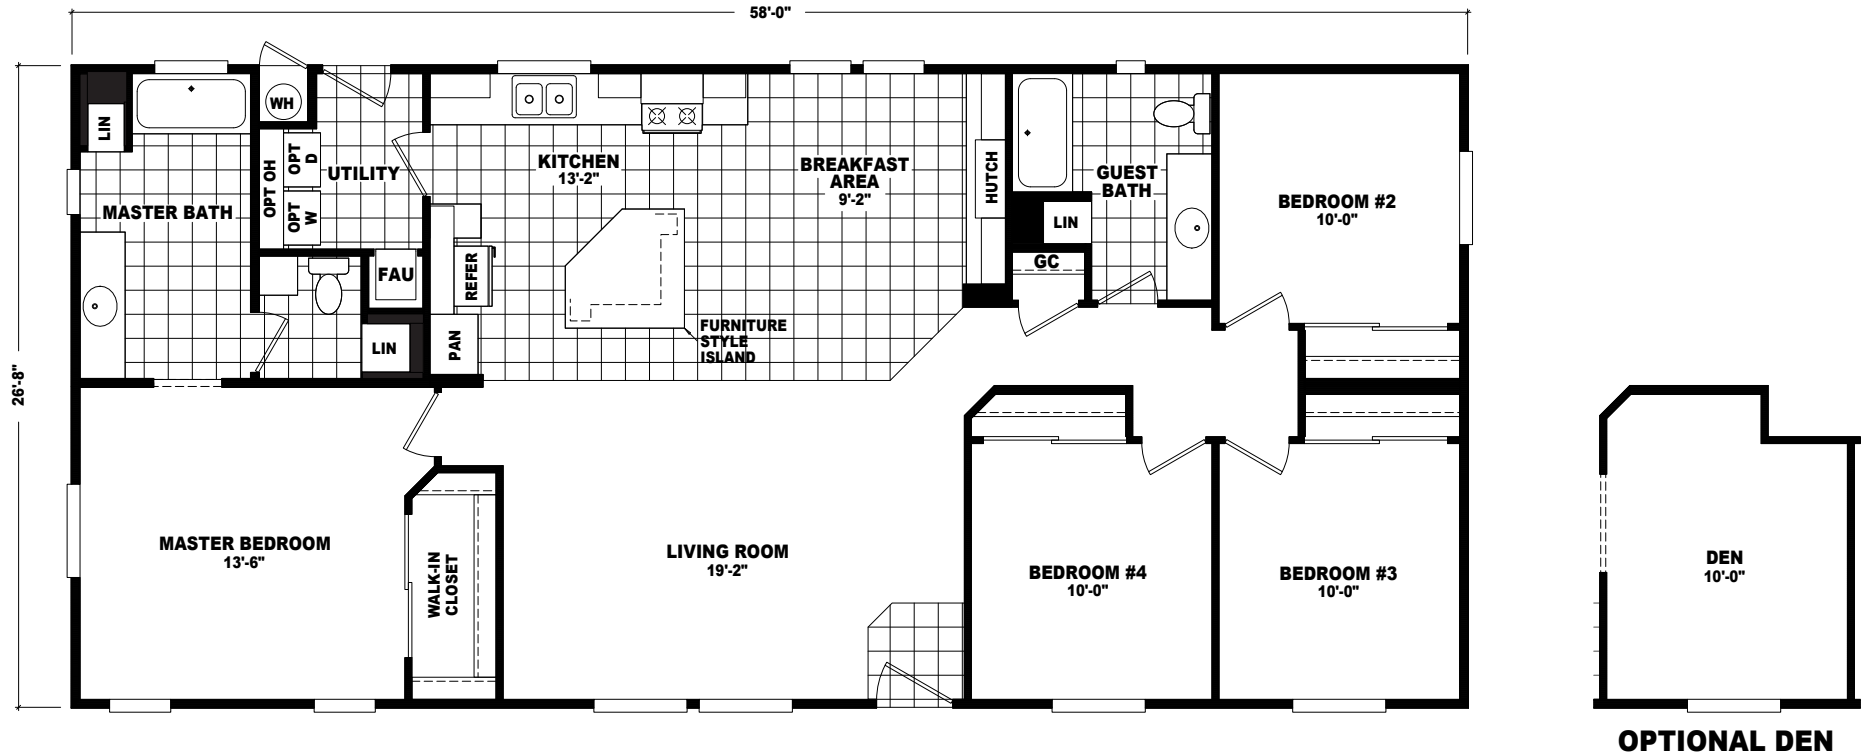 58'-0"
26'-8"
LIN
WH
OPT OH
OPT
D
OPT
W
UTILITY
MASTER BATH
KITCHEN
13'-2"
BREAKFAST
AREA
9'-2"
HUTCH
GUEST
BATH
LIN
GC
BEDROOM #2
10'-0"
FAU
REFER
LIN
PAN
FURNITURE
STYLE
ISLAND
MASTER BEDROOM
13'-6"
WALK-IN
CLOSET
LIVING ROOM
19'-2"
BEDROOM #4
10'-0"
BEDROOM #3
10'-0"
DEN
10'-0"
OPTIONAL DEN